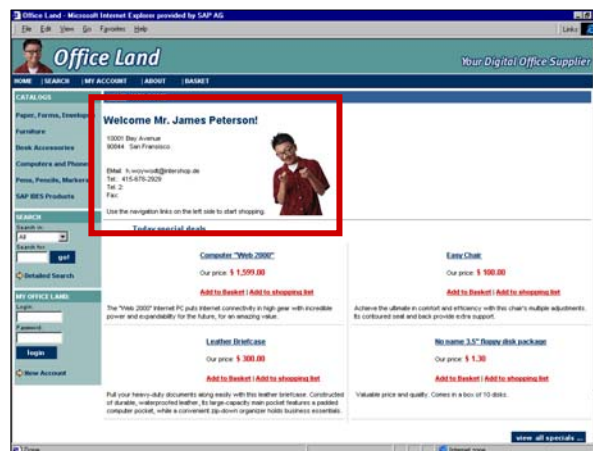 Office Land - Microsoft Internet Explorer provided by SAP AG
File Edit View Go Favorites Help
Links
Office Land
Your Digital Office Supplier
HOME | SEARCH | MY ACCOUNT | ABOUT | BASKET
CATALOGS
Paper, Forms, Envelopes
Furniture
Desk Accessories
Computers and Phones
Pens, Pencils, Markers
SAP IDES Products
SEARCH
Search in:
All
Search for:
go!
Detailed Search
MY OFFICE LAND
Login:
Password:
login
New Account
Welcome Mr. James Peterson!
10001 Bay Avenue
San Fransisco
EMail:
Tel.: 415-678-2929
Tel. 2:
Fax:
Use the navigation links on the left side to start shopping.
Today special deals
Computer "Web 2000"
Our price: $ 1,599.00
Add to Basket | Add to shopping list
The "Web 2000" Internet PC puts Internet connectivity in high gear with incredible
power and expandability for the future, for an amazing value.
Easy Chair
Our price: $ 100.00
Add to Basket | Add to shopping list
Achieve the ultimate in comfort and efficiency with this chair's multiple adjustments.
Its contoured seat and back provide extra support.
Leather Briefcase
Our price: $ 300.00
Add to Basket | Add to shopping list
Pull your heavy-duty documents along easily with this leather briefcase. Constructed
of durable, waterproofed leather, its large-capacity main pocket features a padded
computer pocket, while a convenient zip-down organizer holds business essentials.
No name 3.5" floppy disk package
Our price: $ 1.30
Add to Basket | Add to shopping list
Valuable price and quality. Comes in a box of 10 disks.
view all specials ...
Done
Internet zone